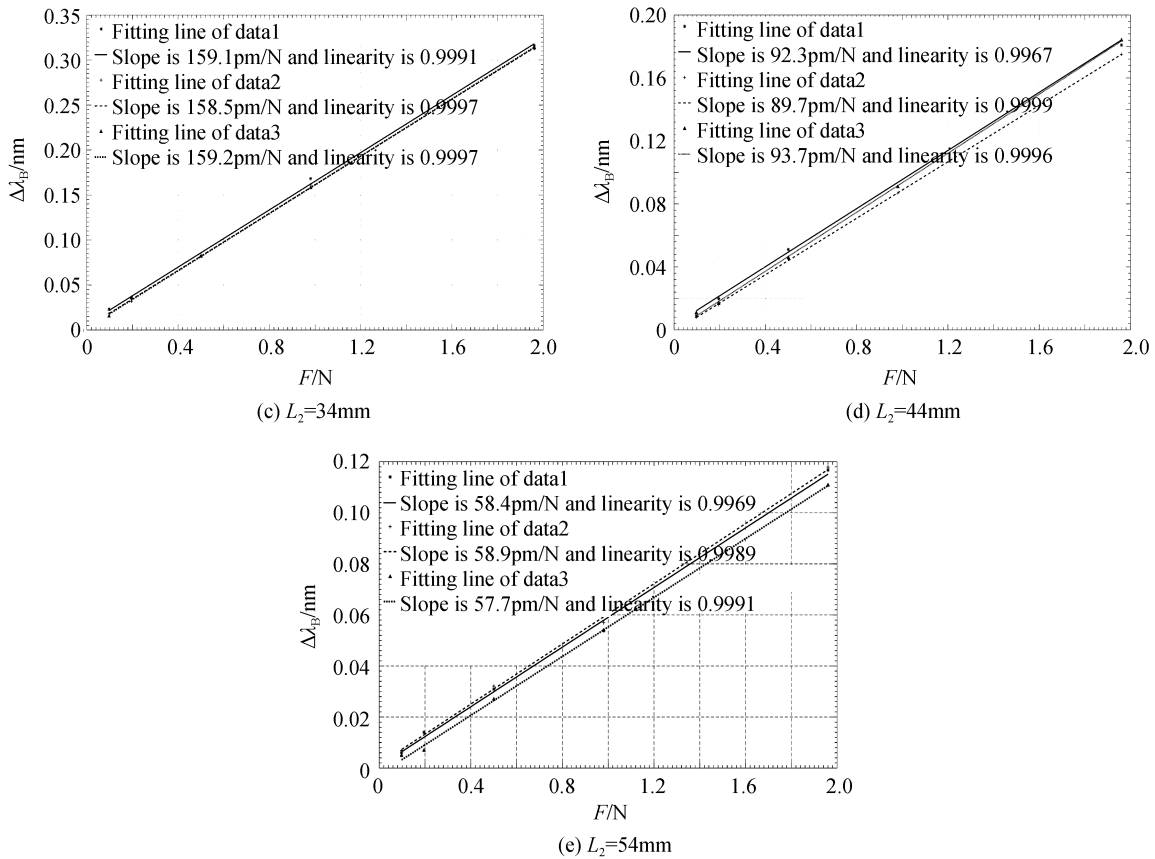 0.35
0.30
0.25
0.20
0.15
0.10
0.05
0
ΔλB/nm
Fitting line of data1
Slope is 159.1pm/N and linearity is 0.9991
Fitting line of data2
Slope is 158.5pm/N and linearity is 0.9997
Fitting line of data3
Slope is 159.2pm/N and linearity is 0.9997
0 0.4 0.8 1.2 1.6 2.0
F/N
(c) L2=34mm
0.20
0.16
0.12
0.08
0.04
0
ΔλB/nm
Fitting line of data1
Slope is 92.3pm/N and linearity is 0.9967
Fitting line of data2
Slope is 89.7pm/N and linearity is 0.9999
Fitting line of data3
Slope is 93.7pm/N and linearity is 0.9996
0 0.4 0.8 1.2 1.6 2.0
F/N
(d) L2=44mm
0.12
0.10
0.08
0.06
0.04
0.02
0
ΔλB/nm
Fitting line of data1
Slope is 58.4pm/N and linearity is 0.9969
Fitting line of data2
Slope is 58.9pm/N and linearity is 0.9989
Fitting line of data3
Slope is 57.7pm/N and linearity is 0.9991
0 0.4 0.8 1.2 1.6 2.0
F/N
(e) L2=54mm